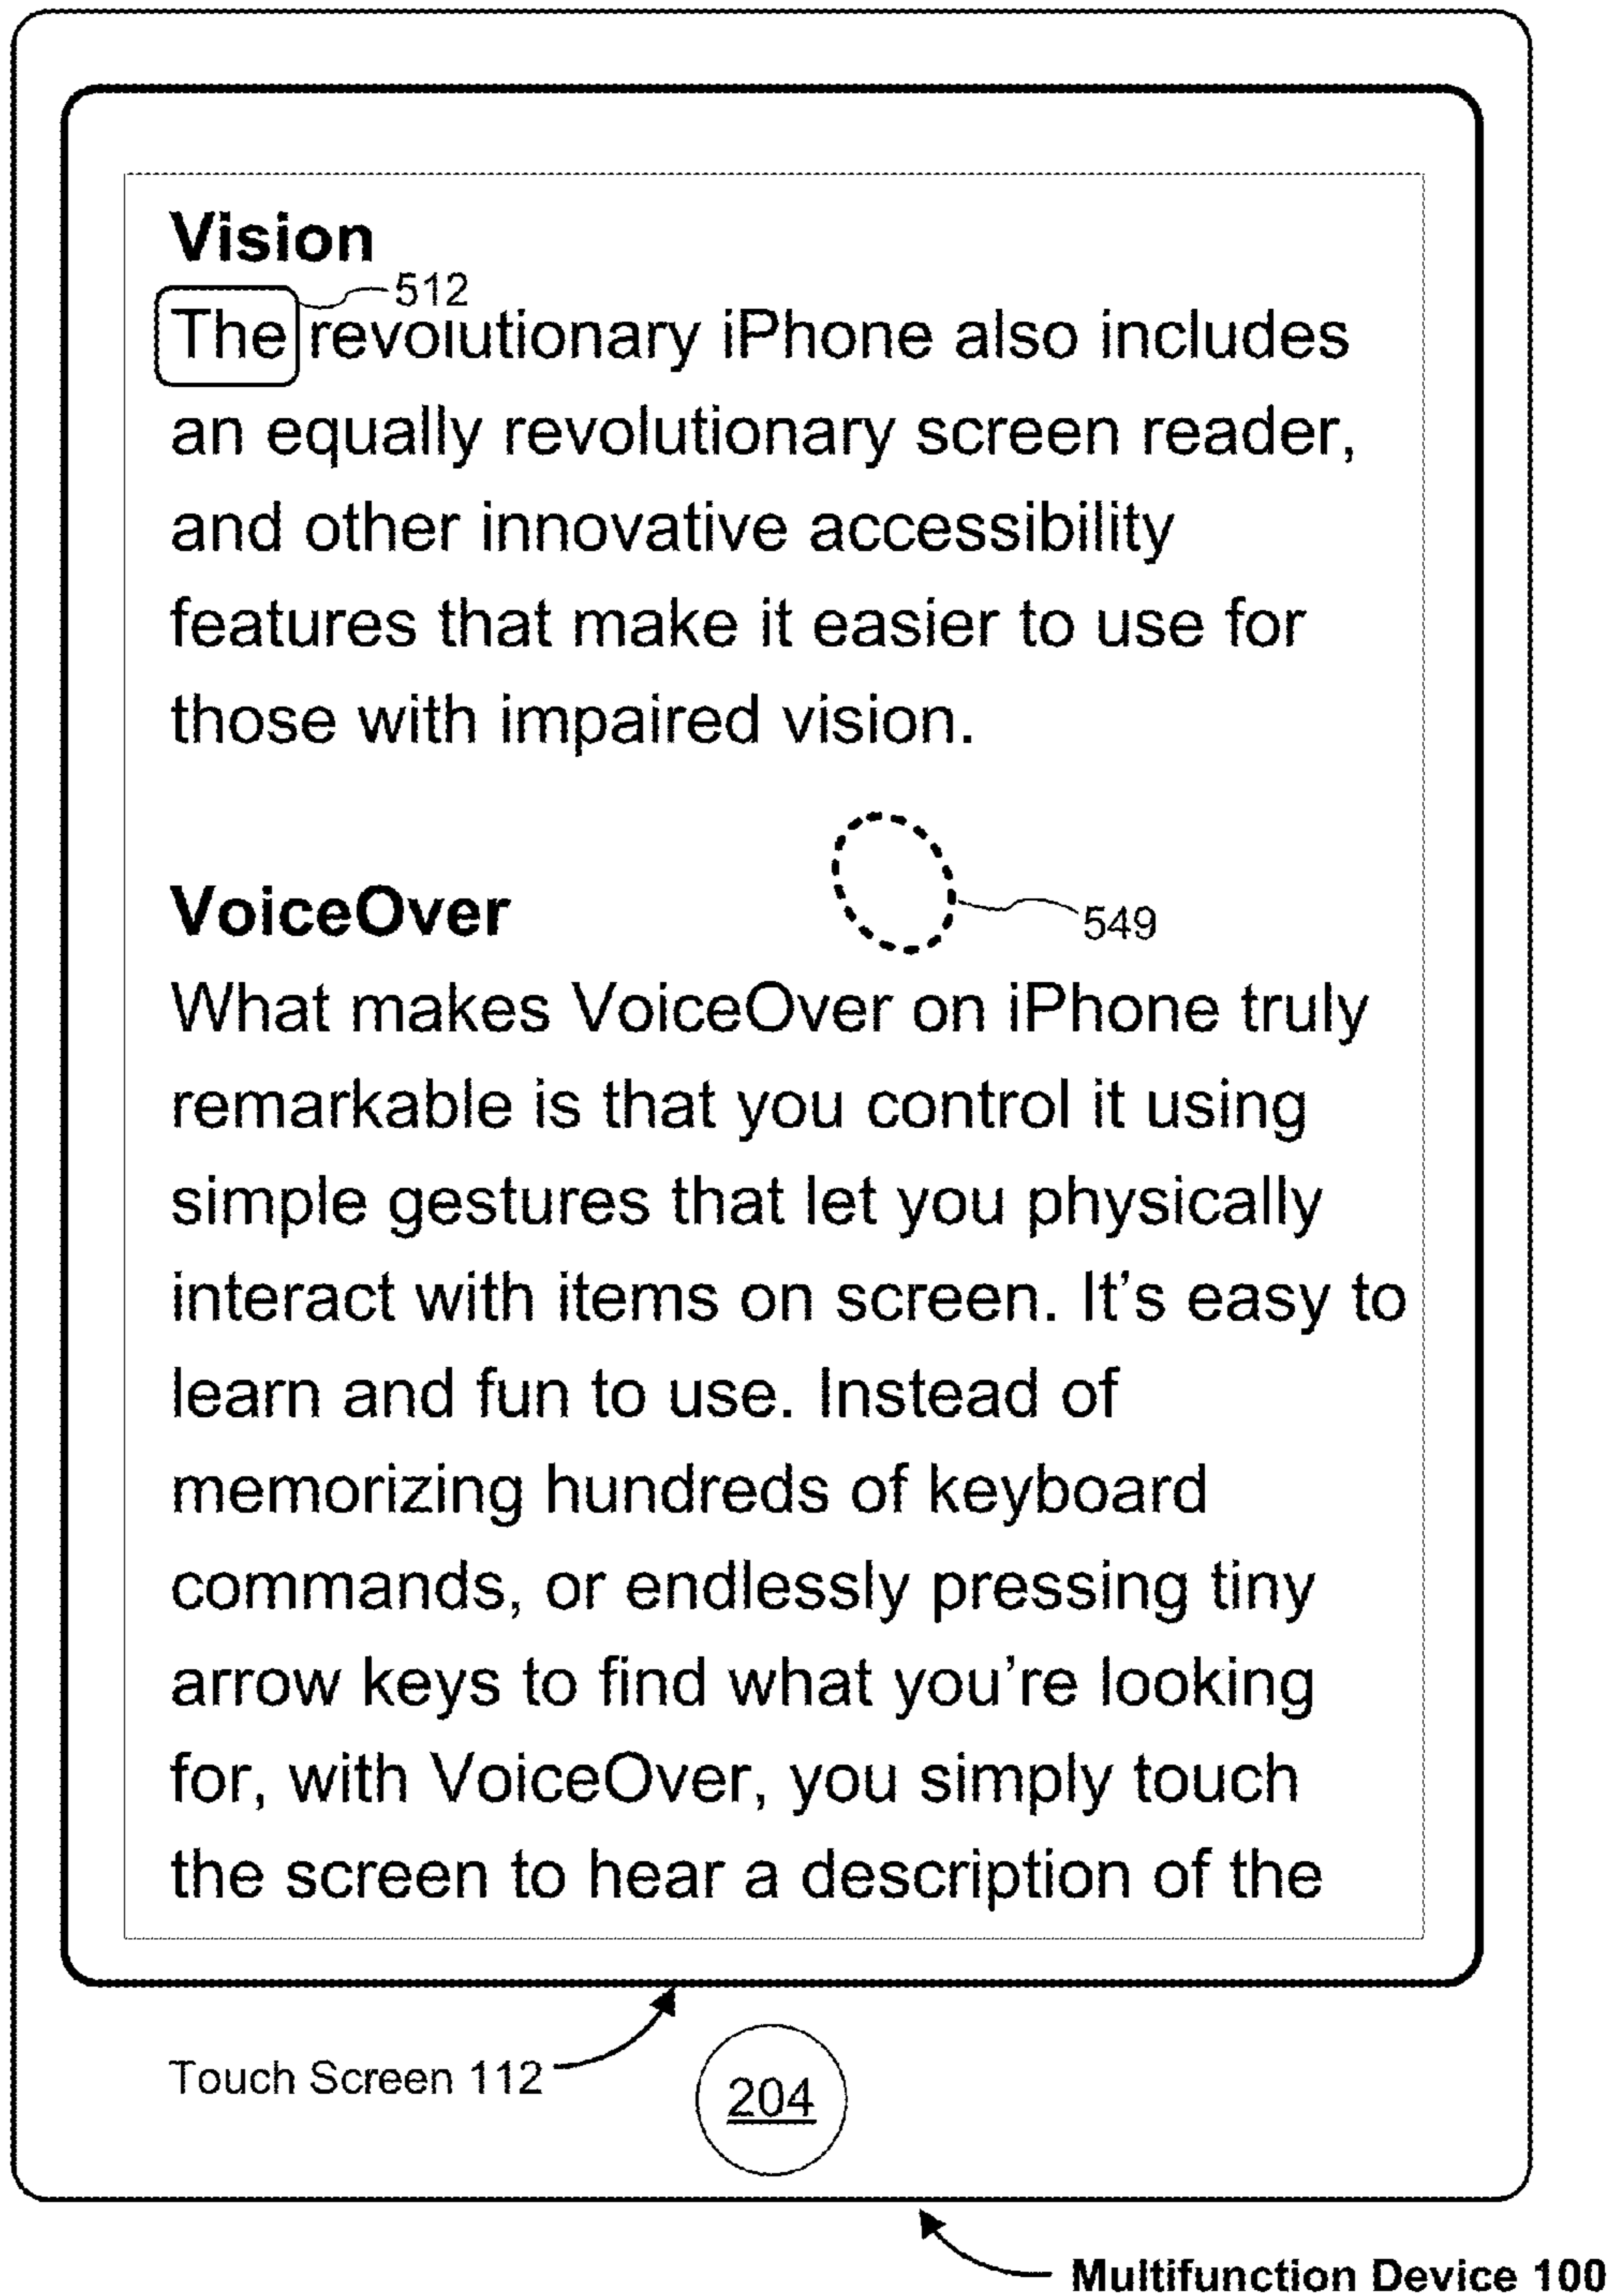 Vision
512
The revolutionary iPhone also includes
an equally revolutionary screen reader,
and other innovative accessibility
features that make it easier to use for
those with impaired vision.
VoiceOver
549
What makes VoiceOver on iPhone truly
remarkable is that you control it using
simple gestures that let you physically
interact with items on screen. It’s easy to
learn and fun to use. Instead of
memorizing hundreds of keyboard
commands, or endlessly pressing tiny
arrow keys to find what you’re looking
for, with VoiceOver, you simply touch
the screen to hear a description of the
Touch Screen 112
204
Multifunction Device 100